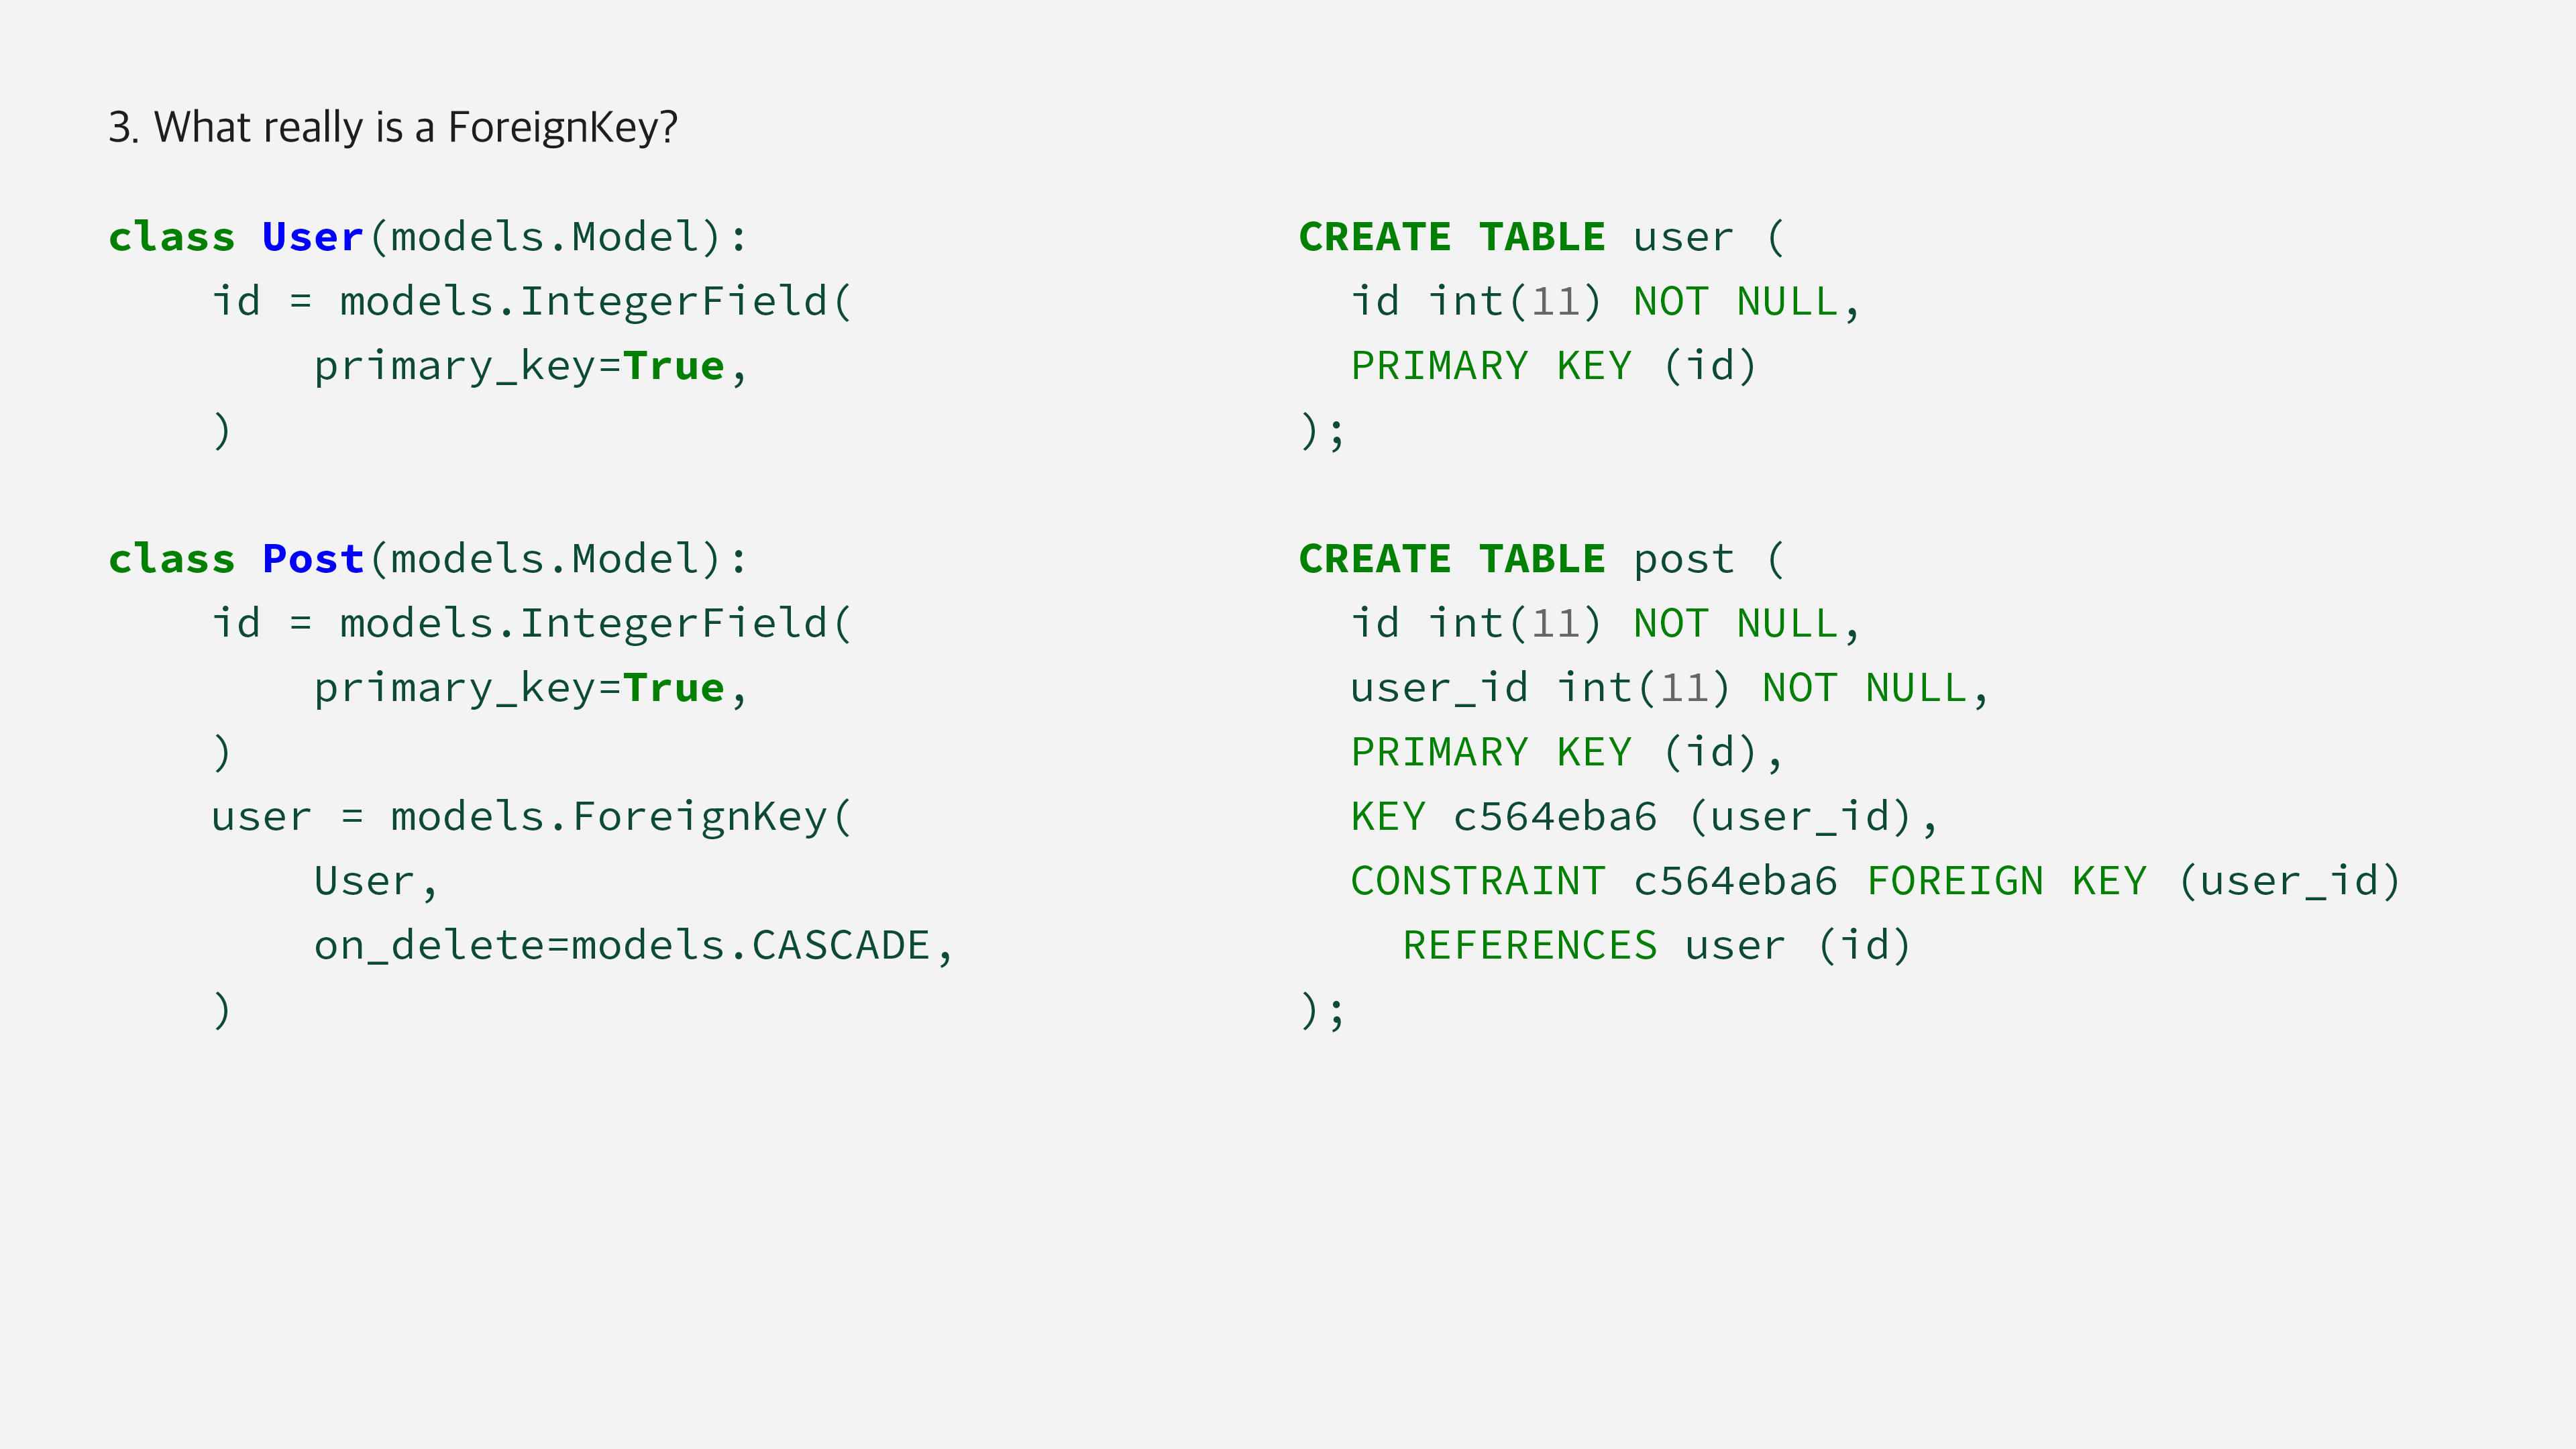 3. What really is a ForeignKey?
class User(models.Model):
    id = models.IntegerField(
        primary_key=True,
    )
class Post(models.Model):
    id = models.IntegerField(
        primary_key=True,
    )
    user = models.ForeignKey(
        User,
        on_delete=models.CASCADE,
    )
CREATE TABLE user (
  id int(11) NOT NULL,
  PRIMARY KEY (id)
);
CREATE TABLE post (
  id int(11) NOT NULL,
  user_id int(11) NOT NULL,
  PRIMARY KEY (id),
  KEY c564eba6 (user_id),
  CONSTRAINT c564eba6 FOREIGN KEY (user_id)
    REFERENCES user (id)
);